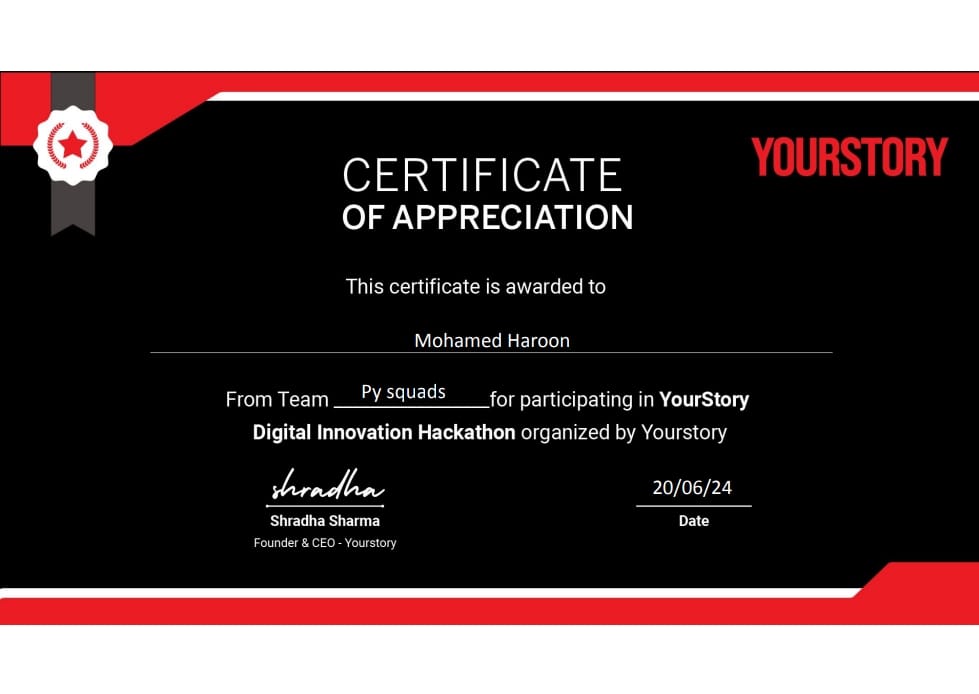 YOURSTORY
CERTIFICATE
OF APPRECIATION
This certificate is awarded to
Mohamed Haroon
From Team Py squads for participating in YourStory
Digital Innovation Hackathon organized by Yourstory
shradha
20/06/24
Shradha Sharma
Date
Founder & CEO - Yourstory